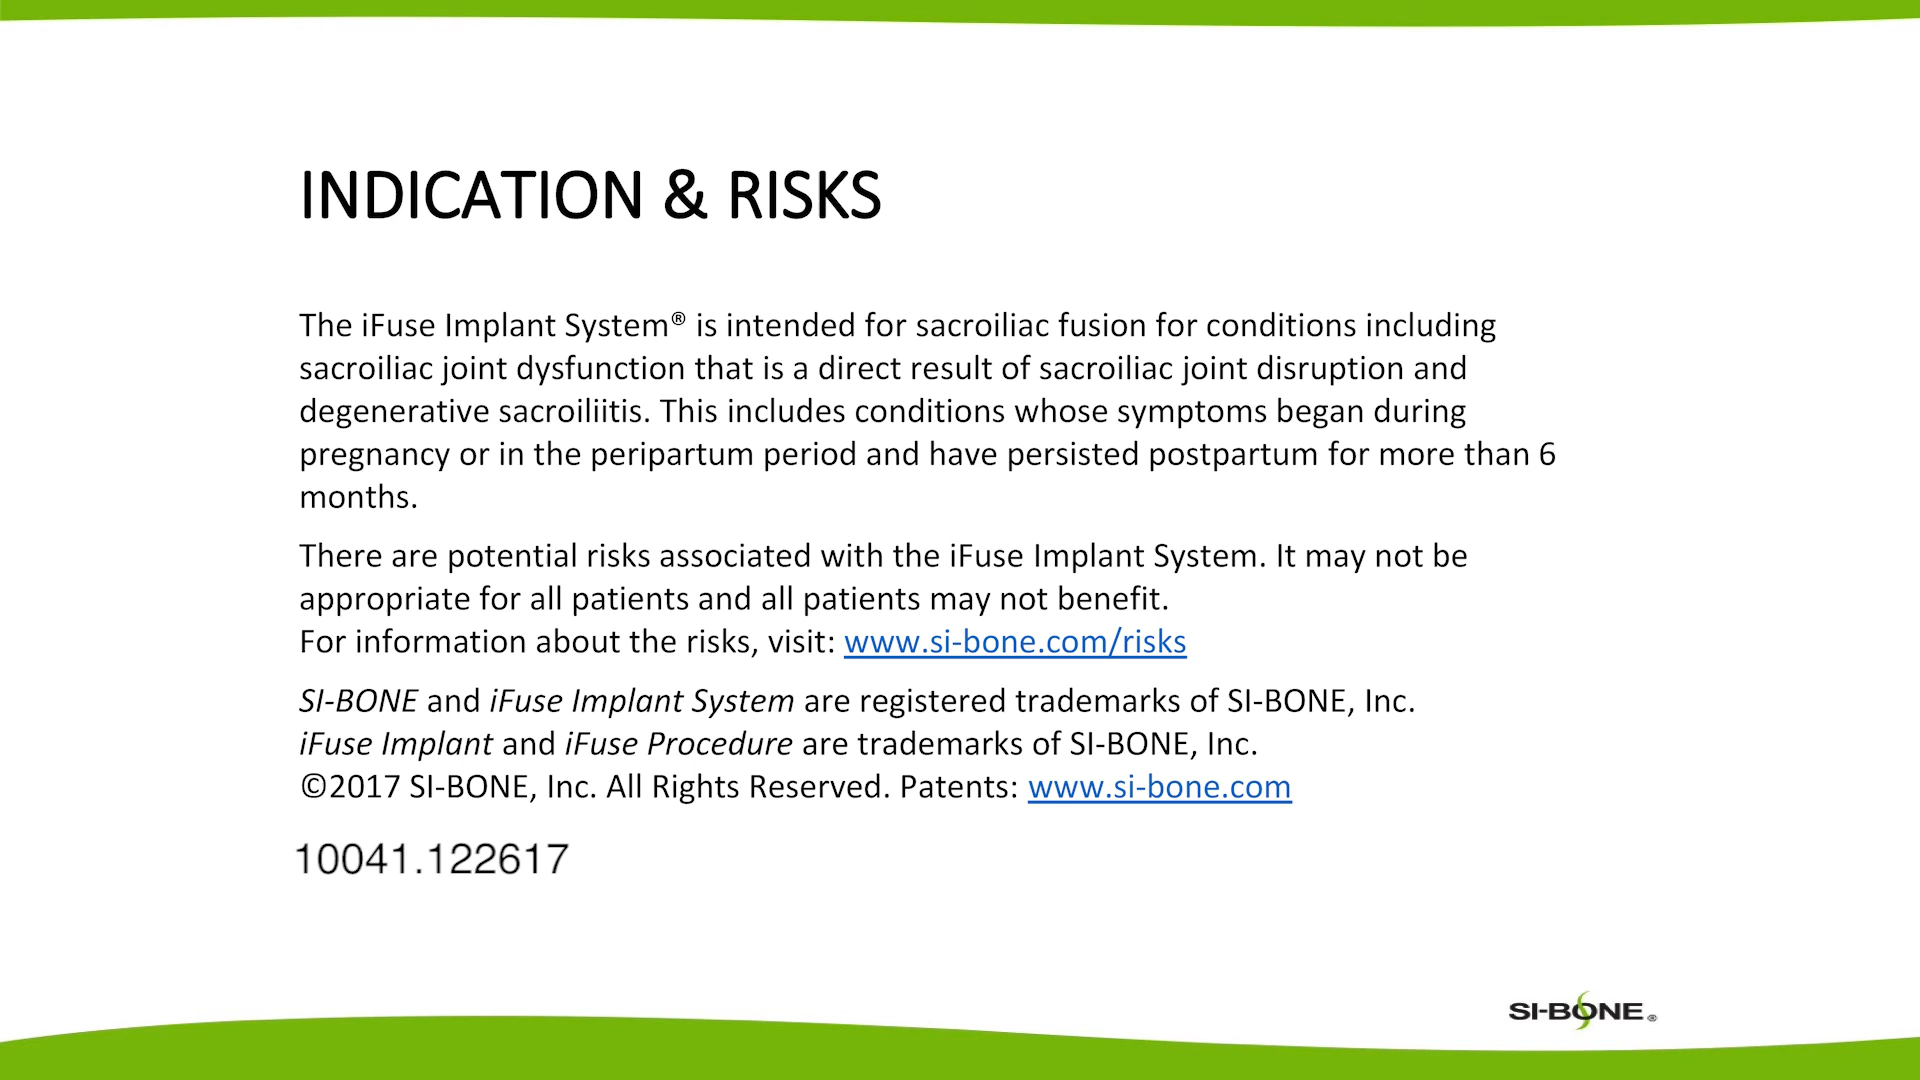 INDICATION & RISKS
The iFuse Implant System® is intended for sacroiliac fusion for conditions including
sacroiliac joint dysfunction that is a direct result of sacroiliac joint disruption and
degenerative sacroiliitis. This includes conditions whose symptoms began during
pregnancy or in the peripartum period and have persisted postpartum for more than 6
months.
There are potential risks associated with the iFuse Implant System. It may not be
appropriate for all patients and all patients may not benefit.
For information about the risks, visit: www.si-bone.com/risks
SI-BONE and iFuse Implant System are registered trademarks of SI-BONE, Inc.
iFuse Implant and iFuse Procedure are trademarks of SI-BONE, Inc.
©2017 SI-BONE, Inc. All Rights Reserved. Patents: www.si-bone.com
10041.122617
SI-BONE®